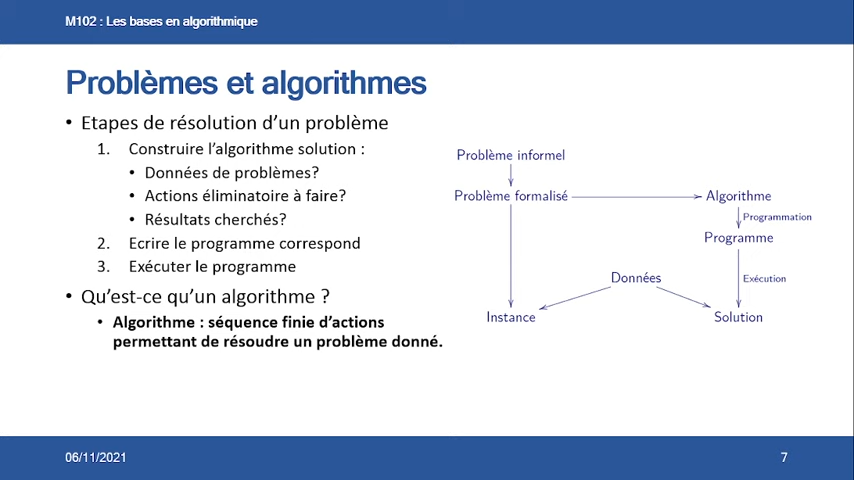 M102 : Les bases en algorithmique
Problèmes et algorithmes
• Etapes de résolution d'un problème
1. Construire l'algorithme solution :
• Données de problèmes?
• Actions éliminatoire à faire?
• Résultats cherchés?
2. Ecrire le programme correspond
3. Exécuter le programme
• Qu'est-ce qu'un algorithme ?
• Algorithme : séquence finie d'actions
permettant de résoudre un problème donné.
Problème informel
Problème formalisé
Algorithme
Programmation
Programme
Données
Exécution
Instance
Solution
06/11/2021
7